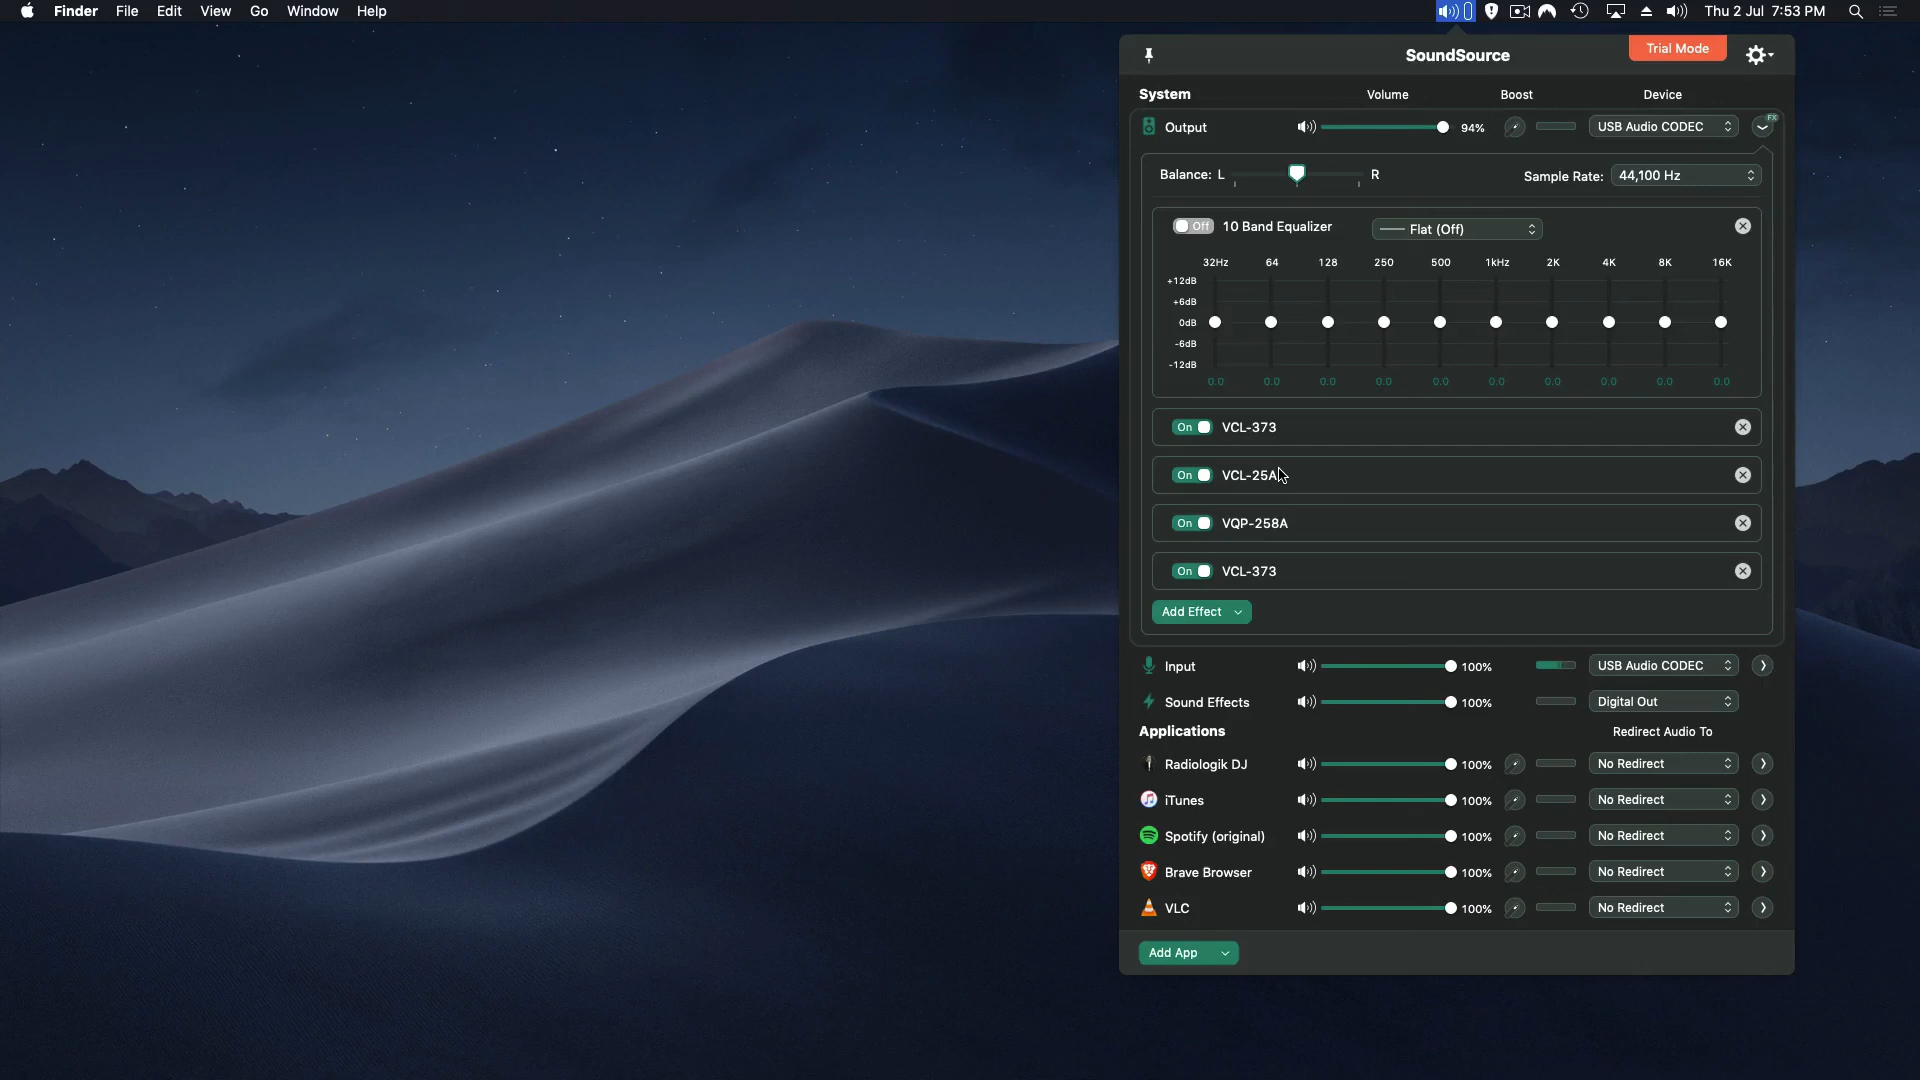 Finder File Edit View Go Window Help Thu 2 Jul 7:53 PM
SoundSource Trial Mode
System Volume Boost Device
Output 94% USB Audio CODEC FX
Balance: L R Sample Rate: 44,100 Hz
Off 10 Band Equalizer Flat (Off)
32Hz 64 128 250 500 1kHz 2K 4K 8K 16K
+12dB
+6dB
0dB
-6dB
-12dB
0.0 0.0 0.0 0.0 0.0 0.0 0.0 0.0 0.0 0.0
On VCL-373
On VCL-25A
On VQP-258A
On VCL-373
Add Effect
Input 100% USB Audio CODEC
Sound Effects 100% Digital Out
Applications Redirect Audio To
Radiologik DJ 100% No Redirect
iTunes 100% No Redirect
Spotify (original) 100% No Redirect
Brave Browser 100% No Redirect
VLC 100% No Redirect
Add App